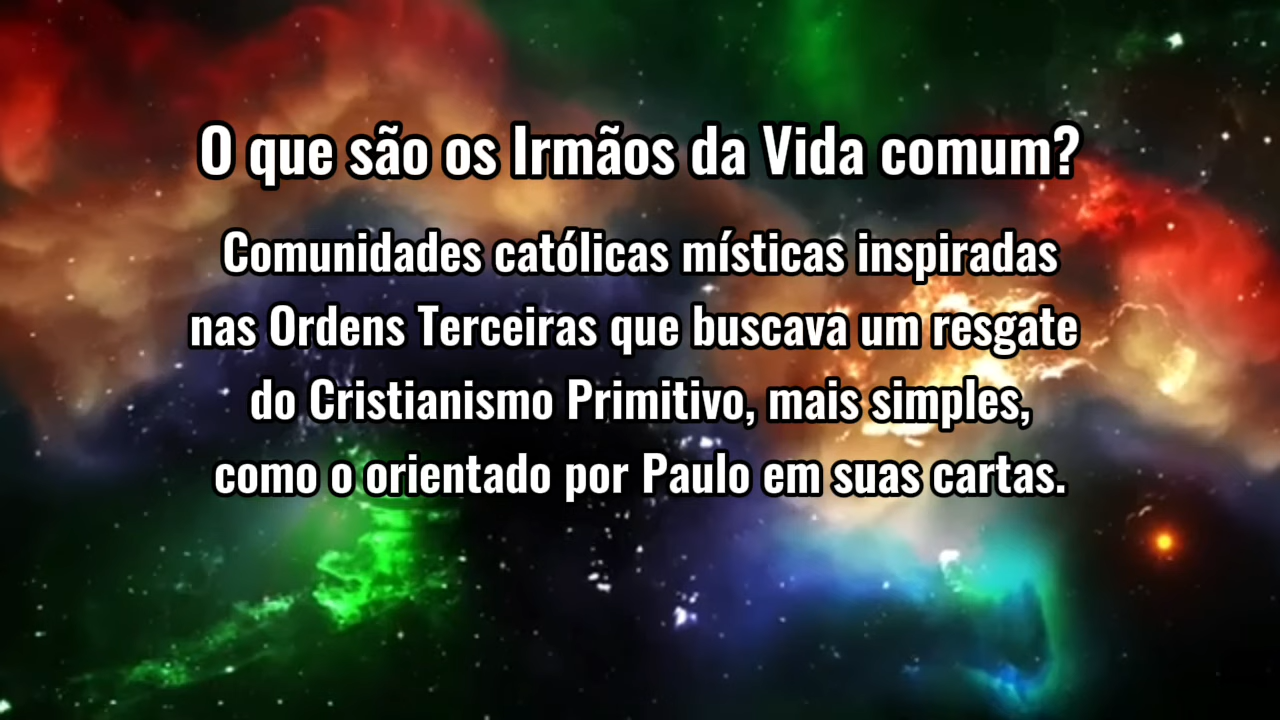 O que são os Irmãos da Vida comum?
Comunidades católicas místicas inspiradas
nas Ordens Terceiras que buscava um resgate
do Cristianismo Primitivo, mais simples,
como o orientado por Paulo em suas cartas.